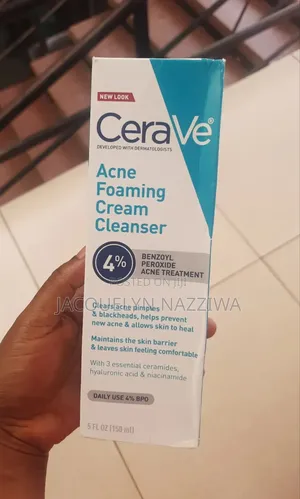 NEW LOOK
CeraVe®
DEVELOPED WITH DERMATOLOGISTS
Acne
Foaming
Cream
Cleanser
4%
BENZOYL
PEROXIDE
ACNE TREATMENT
POSTED ON JIJI
JACQUELYN NAZZIWA
Clears acne pimples
& blackheads, helps prevent
new acne & allows skin to heal
Maintains the skin barrier
& leaves skin feeling comfortable
With 3 essential ceramides,
hyaluronic acid & niacinamide
DAILY USE 4% BPO
5 FL OZ (150 ml)